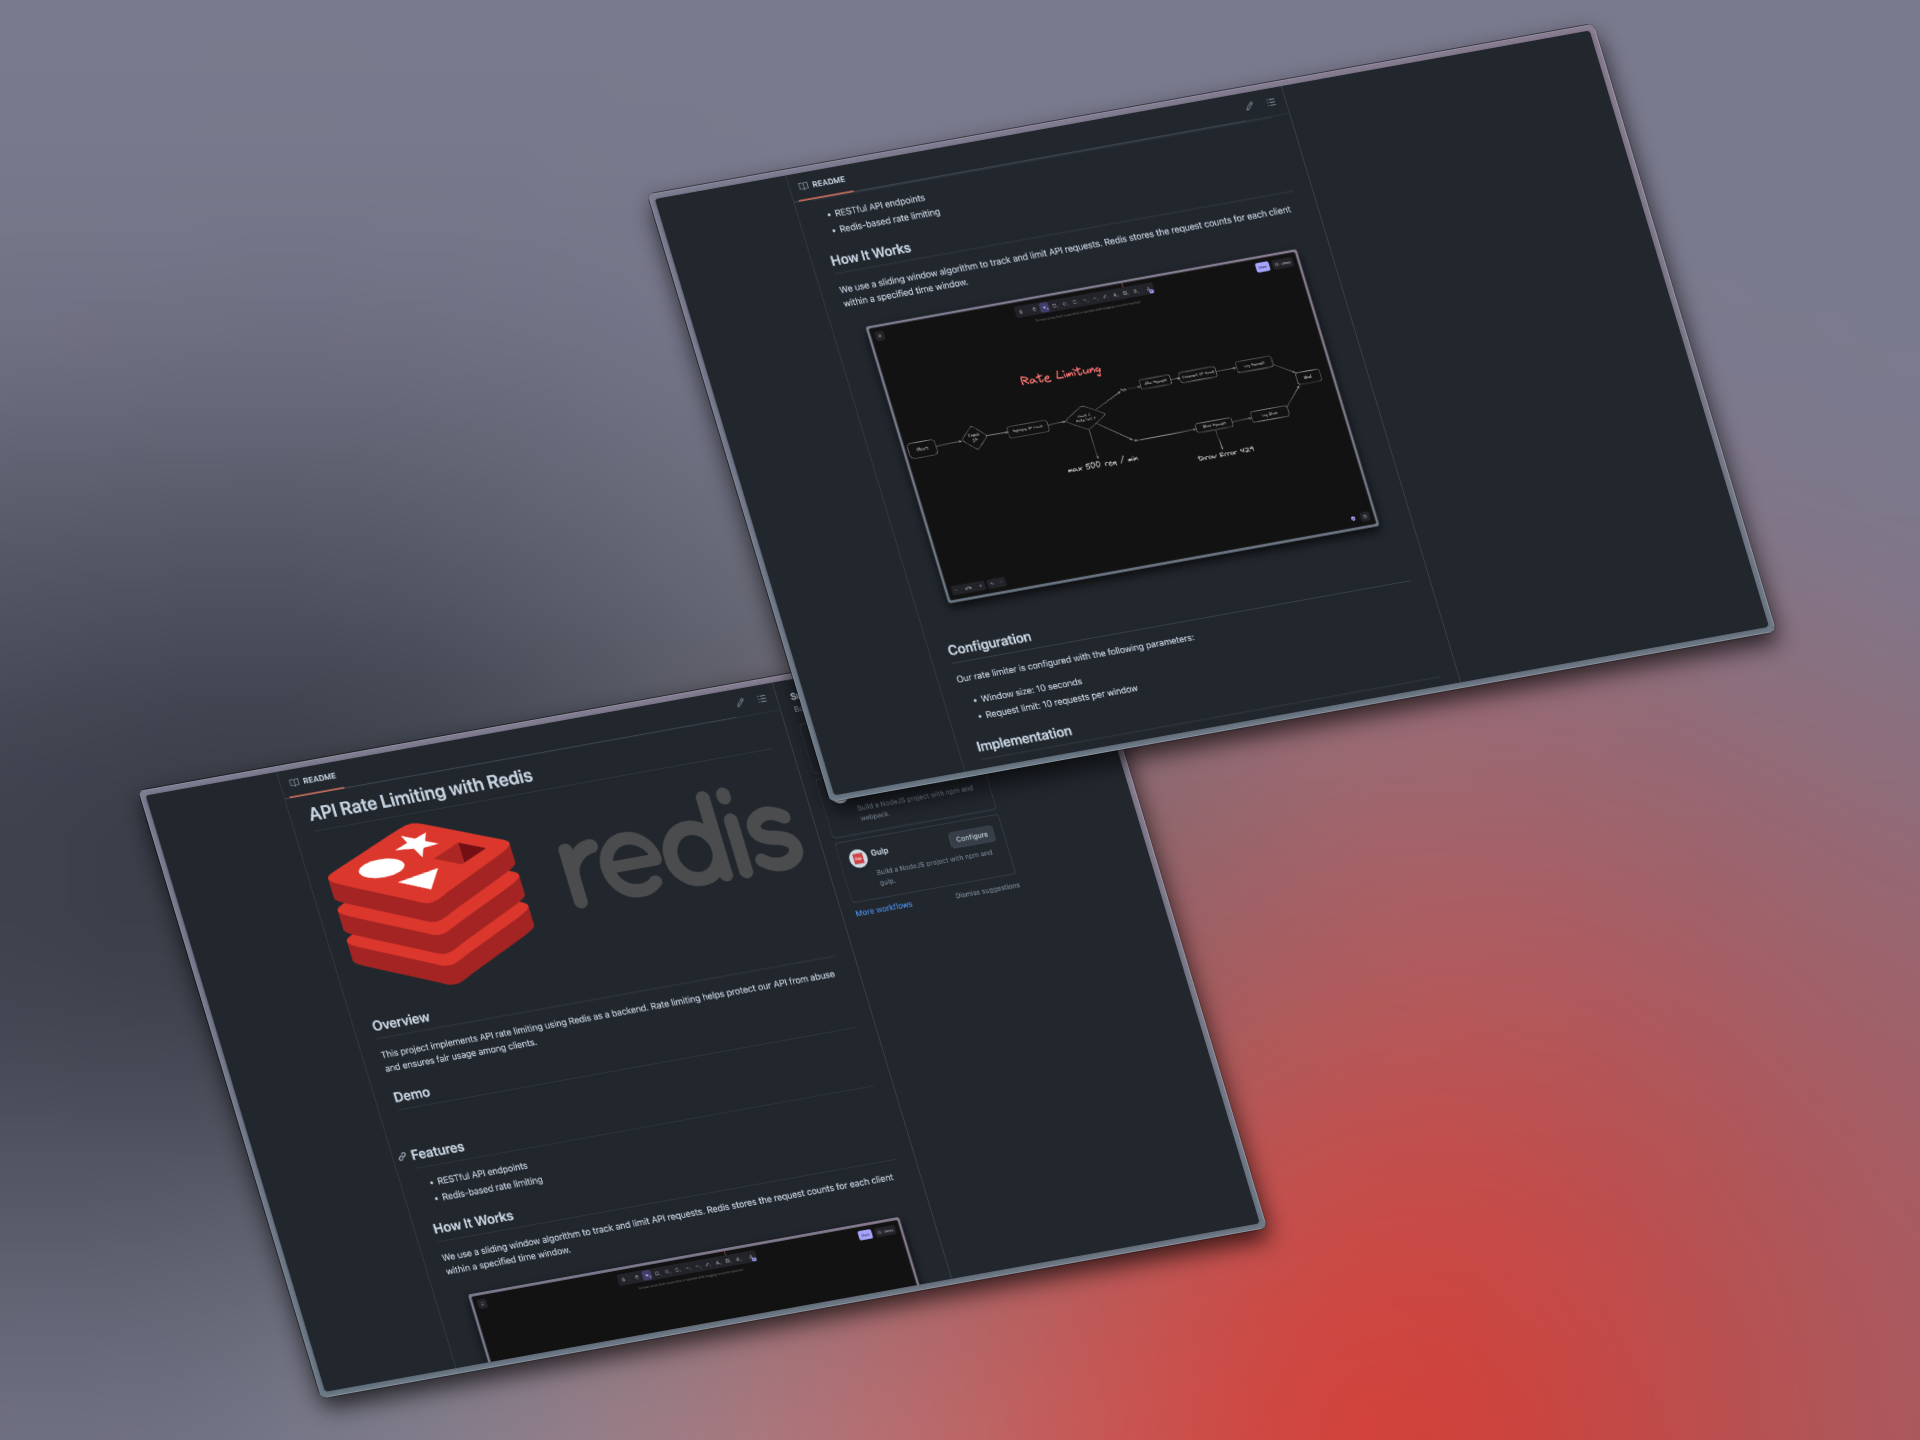 README
RESTful API endpoints
Redis-based rate limiting
How It Works
We use a sliding window algorithm to track and limit API requests. Redis stores the request counts for each client
within a specified time window.
Rate Limitung
Start
max 500 req / min
Throw Error 429
Configuration
Our rate limiter is configured with the following parameters:
Window size: 10 seconds
Request limit: 10 requests per window
Implementation
README
API Rate Limiting with Redis
redis
Build a NodeJS project with npm and
webpack.
Gulp
Configure
Build a NodeJS project with npm and
gulp.
More workflows
Dismiss suggestions
Overview
This project implements API rate limiting using Redis as a backend. Rate limiting helps protect our API from abuse
and ensures fair usage among clients.
Demo
Features
RESTful API endpoints
Redis-based rate limiting
How It Works
We use a sliding window algorithm to track and limit API requests. Redis stores the request counts for each client
within a specified time window.